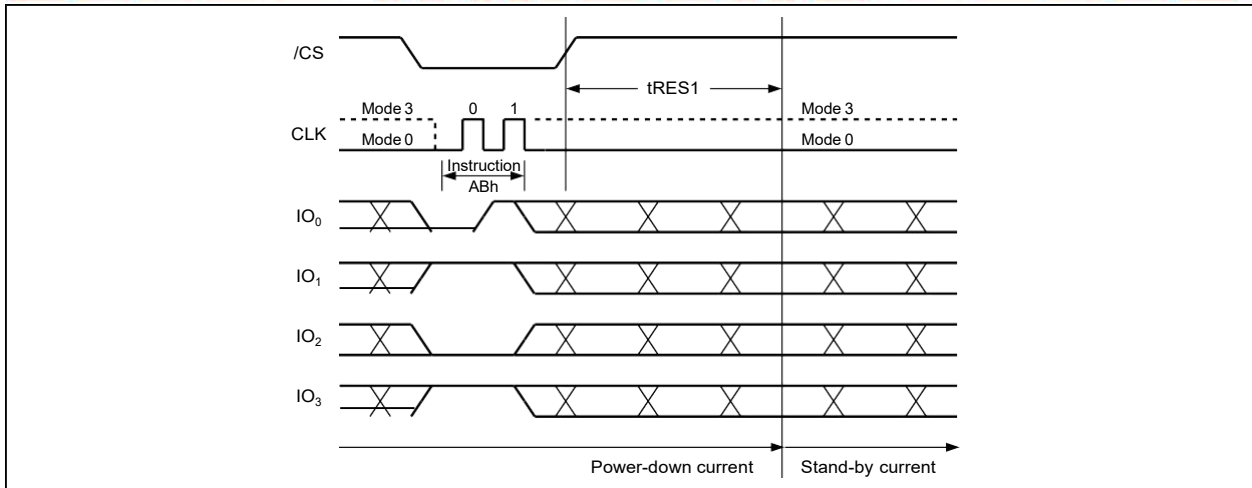 /CS
tRES1
Mode 3 0 1 Mode 3
CLK
Mode 0 Mode 0
Instruction
ABh
IO₀
IO₁
IO₂
IO₃
Power-down current Stand-by current